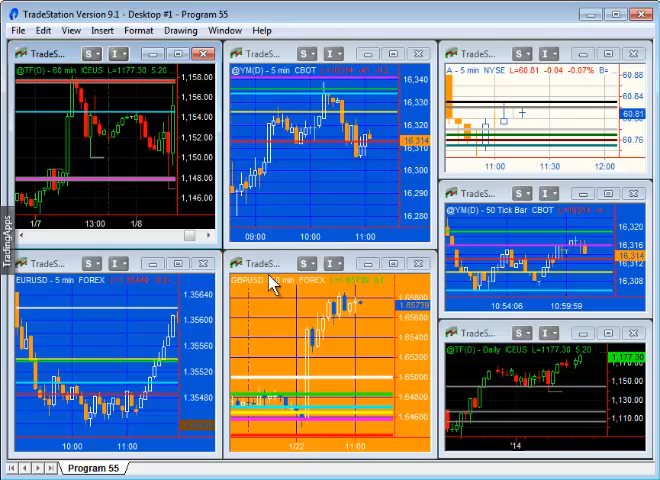 TradeStation Version 9.1 - Desktop #1 - Program 55
File Edit View Insert Format Drawing Window Help
TradeS... S I
@TF(D) - 60 min ICEUS L=1177.30 5.20
1,158.00
1,156.00
1,154.00
1,152.00
1,150.00
1,148.00
1,146.00
1/7 13:00 1/8
TradeS... S I
@YM(D) - 5 min CBOT
16,340
16,330
16,320
16,314
16,310
16,300
16,290
16,280
09:00 10:00 11:00
TradeS... S I
A - 5 min NYSE L=60.81 -0.04 -0.07% B=
60.88
60.84
60.81
60.76
11:00 11:30 12:00
TradeS... S I
@YM(D) - 50 Tick Bar CBOT
16,320
16,316
16,314
16,312
16,308
10:54:06 10:59:59
TradingApps
TradeS... S I
EURUSD - 5 min FOREX
1.35640
1.35600
1.35560
1.35520
1.35480
10:00 11:00
TradeS... S I
GBPUSD min FOREX
1.65800
1.65739
1.65600
1.65400
1.65200
1.65000
1.64800
1.64600
1/22 11:00
TradeS... S I
@TF(D) - Daily ICEUS L=1177.30 5.20
1,177.30
1,150.00
1,130.00
1,110.00
'14
Program 55